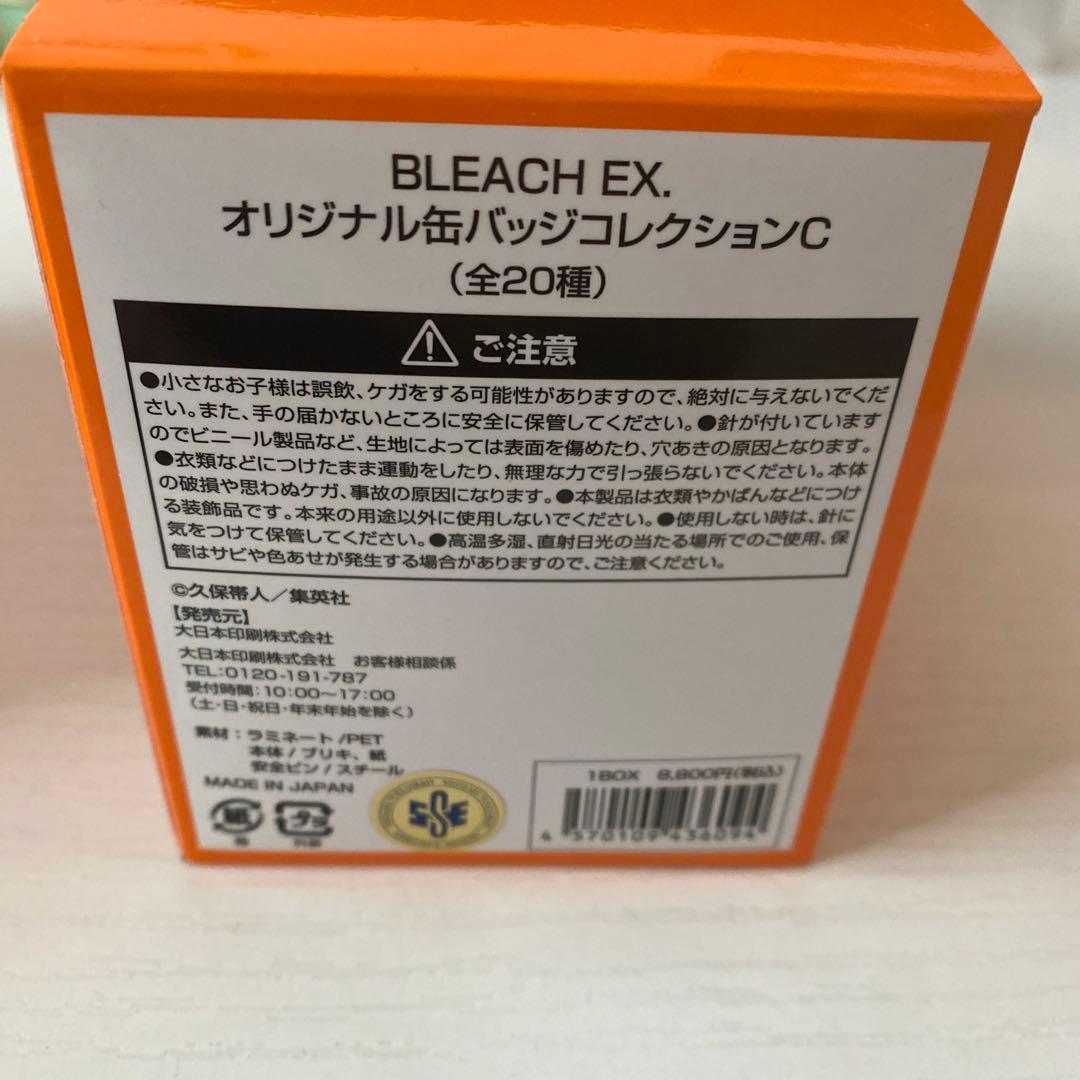 BLEACH EX.
オリジナル缶バッジコレクションC
(全20種)
ご注意
●小さなお子様は誤飲、ケガをする可能性がありますので、絶対に与えないでくだ
さい。また、手の届かないところに安全に保管してください。●針が付いています
のでビニール製品など、生地によっては表面を傷めたり、穴あきの原因となります。
●衣類などにつけたまま運動をしたり、無理な力で引っ張らないでください。本体
の破損や思わぬケガ、事故の原因になります。●本製品は衣類やかばんなどにつけ
る装飾品です。本来の用途以外に使用しないでください。●使用しない時は、針に
気をつけて保管してください。●高温多湿、直射日光の当たる場所でのご使用、保
管はサビや色あせが発生する場合がありますので、ご注意ください。
©久保帯人/集英社
【発売元】
大日本印刷株式会社
大日本印刷株式会社 お客様相談係
TEL:0120-191-787
受付時間:10:00～17:00
(土・日・祝日・年末年始を除く)
素材:ラミネート/PET
本体/ブリキ、紙
安全ピン/スチール
MADE IN JAPAN
紙
プラ
1BOX 8,800円(税込)
4 570109 436094